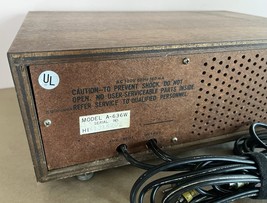 UL
CAUTION-TO PREVENT SHOCK, DO NOT
OPEN. NO USER-SERVICEABLE PARTS INSIDE
REFER SERVICE TO QUALIFIED PERSONNEL.
MODEL A-636W
SERIAL NO.